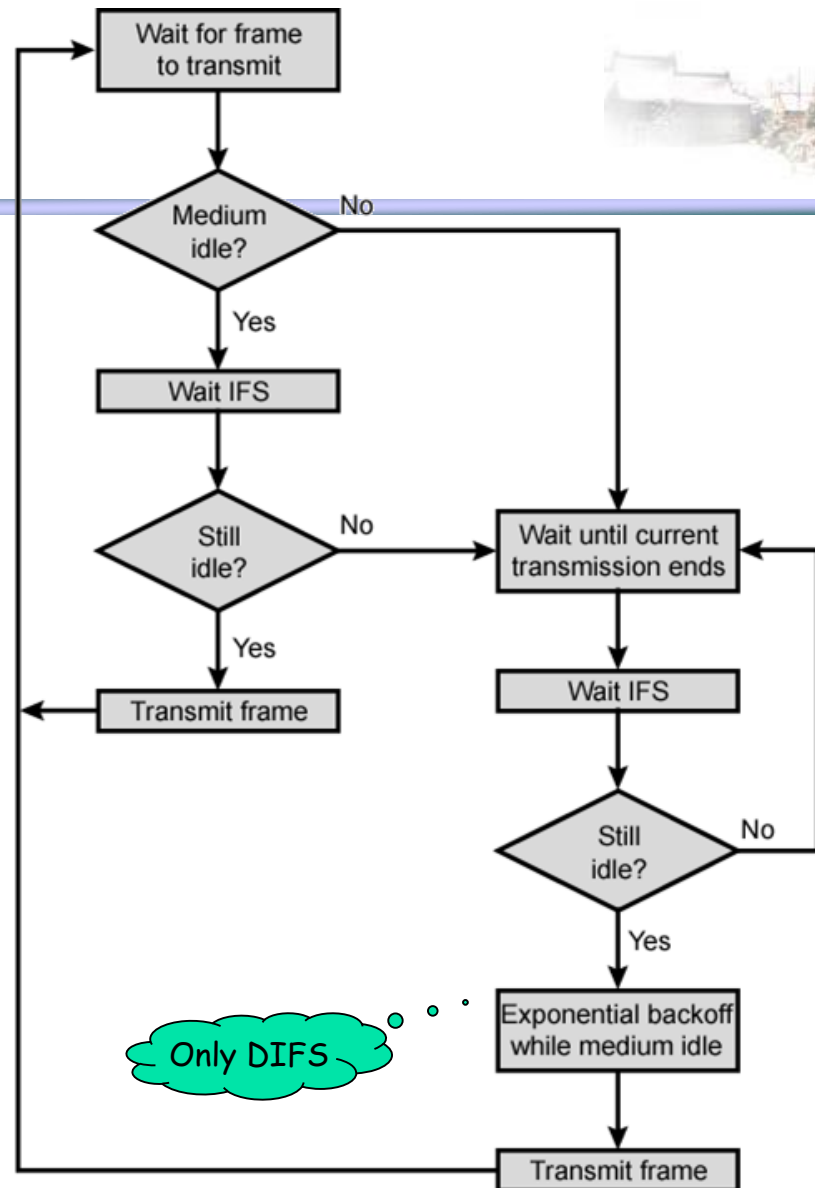 Wait for frame
to transmit
Medium
idle?
No
Yes
Wait IFS
Still
idle?
No
Yes
Transmit frame
Wait until current
transmission ends
Wait IFS
Still
idle?
No
Yes
Only DIFS
Exponential backoff
while medium idle
Transmit frame